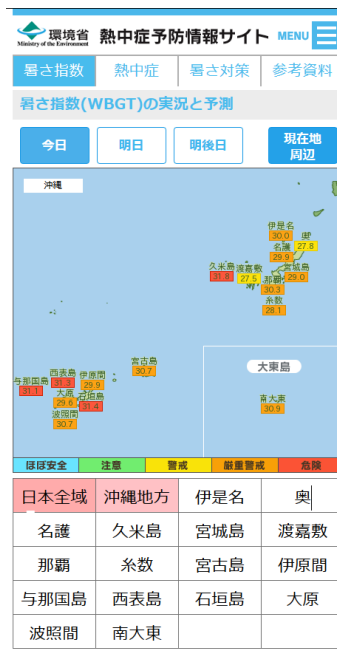 環境省 熱中症予防情報サイト MENU
Ministry of the Environment
暑さ指数 熱中症 暑さ対策 参考資料
暑さ指数(WBGT)の実況と予測
今日 明日 明後日 現在地周辺
沖縄
伊是名
30.0
奥
27.8
名護
29.9
久米島
31.8
渡嘉敷
27.5
宮城島
29.0
那覇
30.3
糸数
28.1
宮古島
30.7
西表島
31.3
伊原間
29.9
与那国島
31.1
大原
29.6
石垣島
31.4
波照間
30.7
大東島
南大東
30.9
ほぼ安全 注意 警戒 厳重警戒 危険
日本全域 沖縄地方 伊是名 奥
名護 久米島 宮城島 渡嘉敷
那覇 糸数 宮古島 伊原間
与那国島 西表島 石垣島 大原
波照間 南大東